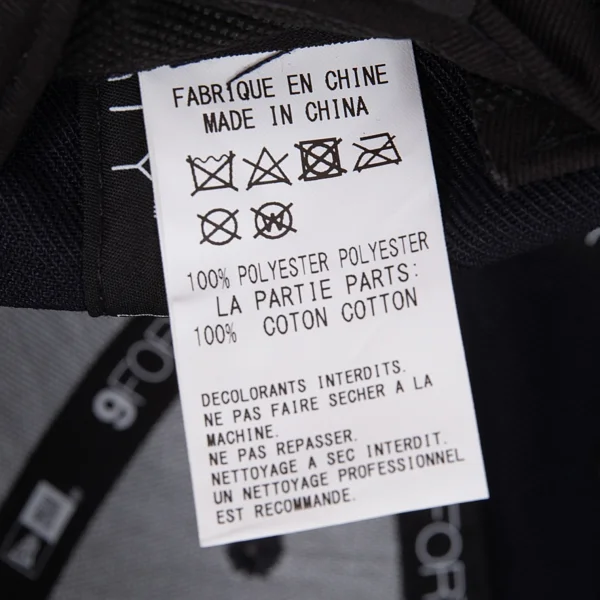 FABRIQUE EN CHINE
MADE IN CHINA
W
100% POLYESTER POLYESTER
LA PARTIE PARTS:
100% COTON COTTON
DECOLORANTS INTERDITS.
NE PAS FAIRE SECHER A LA
MACHINE.
NE PAS REPASSER.
NETTOYAGE A SEC INTERDIT.
UN NETTOYAGE PROFESSIONNEL
EST RECOMMANDE.
9FOR
FOR